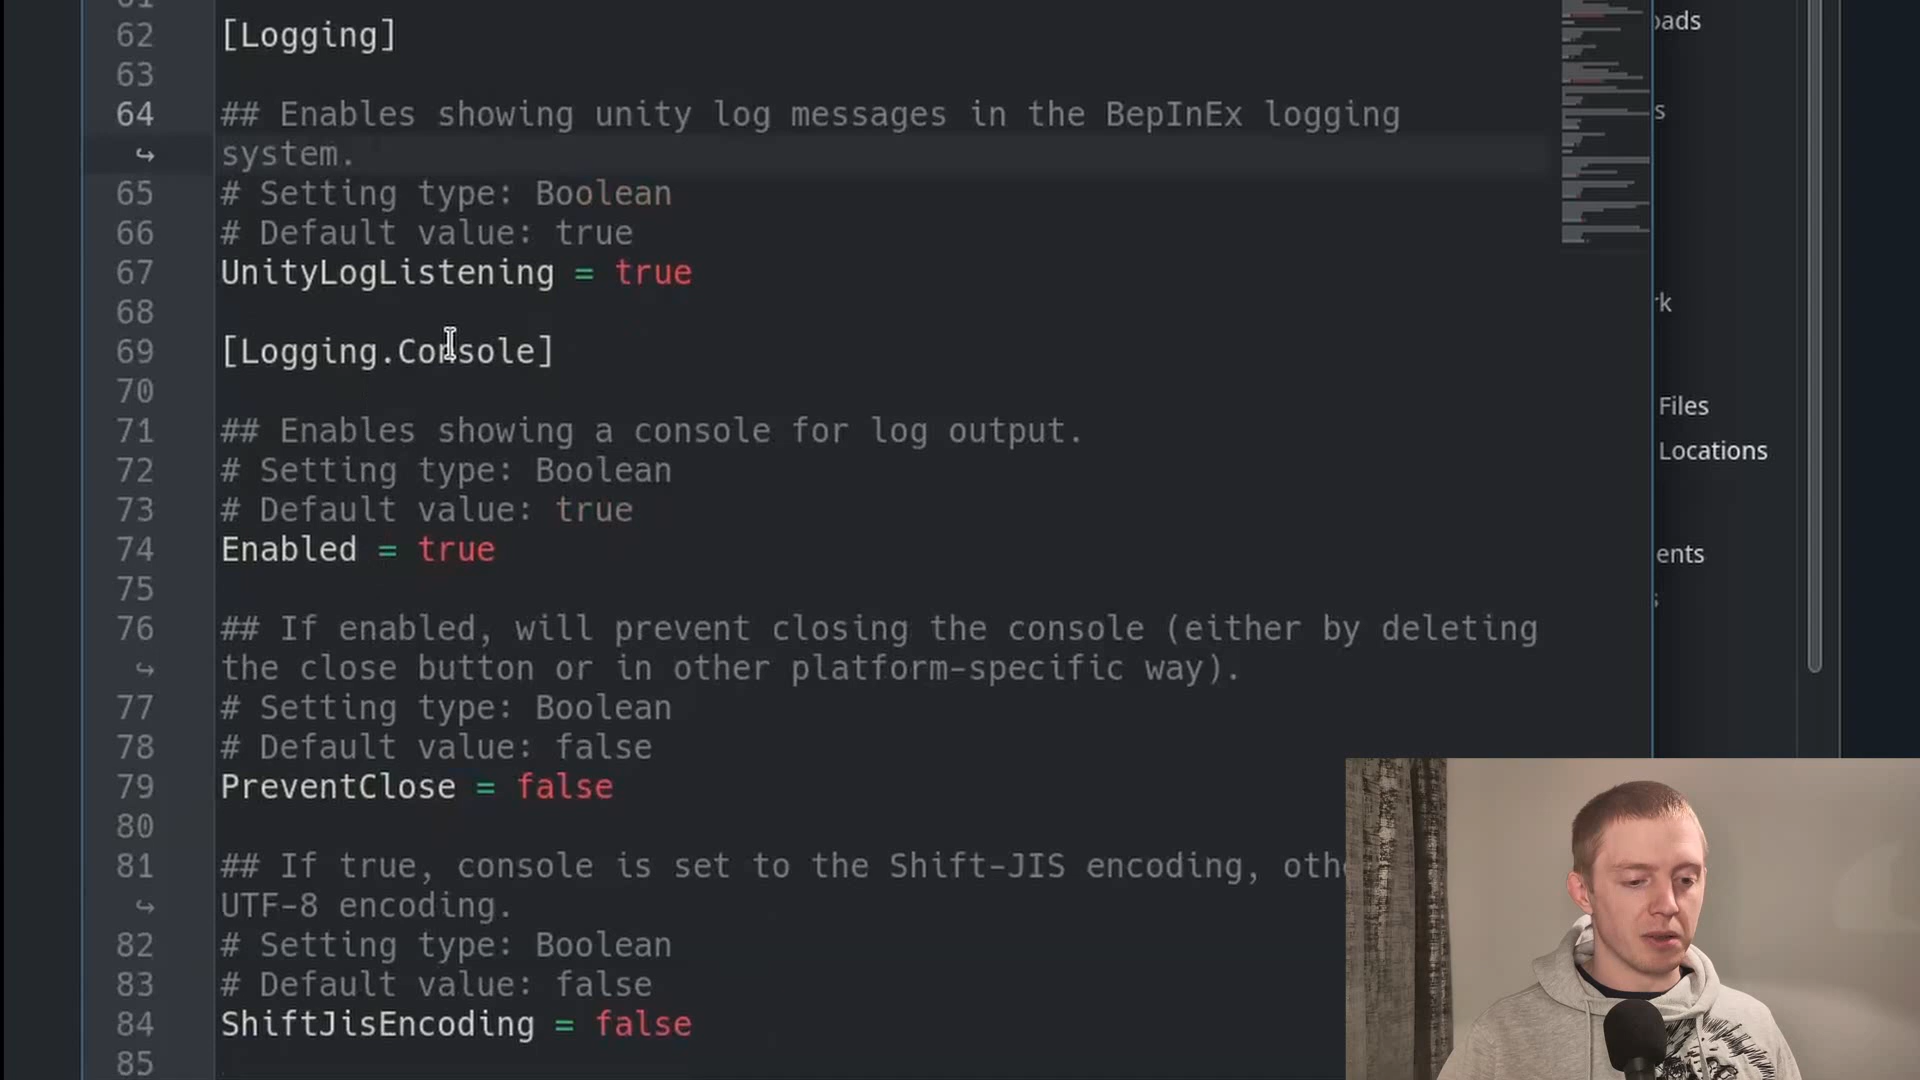 62 [Logging]
63
64 ## Enables showing unity log messages in the BepInEx logging
↪ system.
65 # Setting type: Boolean
66 # Default value: true
67 UnityLogListening = true
68
69 [Logging.Console]
70
71 ## Enables showing a console for log output.
72 # Setting type: Boolean
73 # Default value: true
74 Enabled = true
75
76 ## If enabled, will prevent closing the console (either by deleting
↪ the close button or in other platform-specific way).
77 # Setting type: Boolean
78 # Default value: false
79 PreventClose = false
80
81 ## If true, console is set to the Shift-JIS encoding,
↪ UTF-8 encoding.
82 # Setting type: Boolean
83 # Default value: false
84 ShiftJisEncoding = false
85
Files
Locations